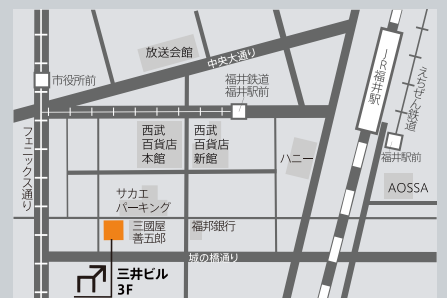 放送会館
中央大通り
市役所前
福井鉄道
福井駅前
JR福井駅
えちぜん鉄道
福井駅前
西武
百貨店
本館
西武
百貨店
新館
ハニー
フェニックス通り
サカエ
パーキング
AOSSA
三國屋
善五郎
福邦銀行
城の橋通り
三井ビル
3F